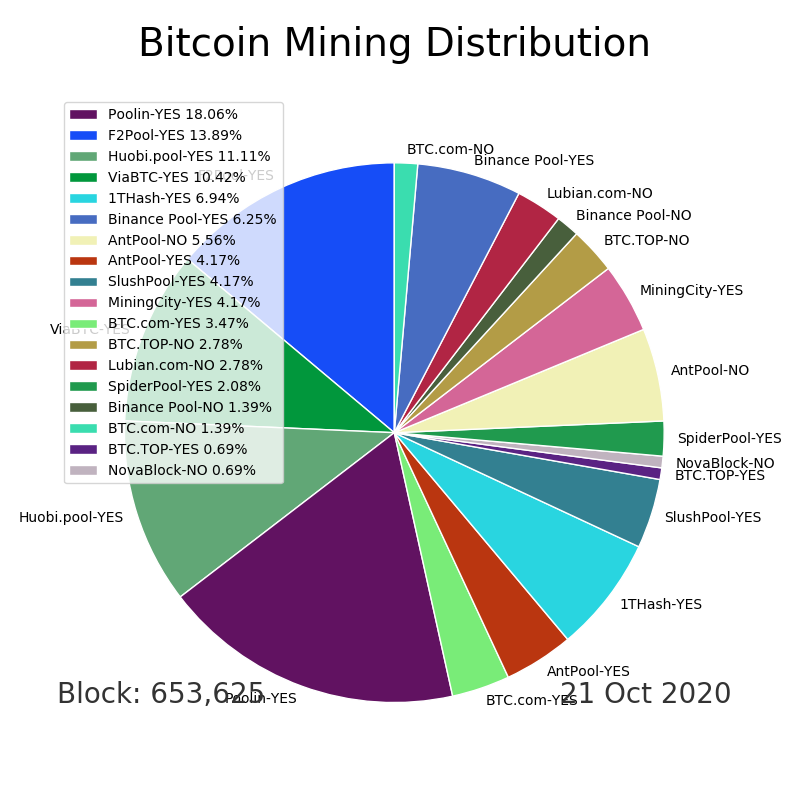 Bitcoin Mining Distribution
Poolin-YES 18.06%
F2Pool-YES 13.89%
Huobi.pool-YES 11.11%
ViaBTC-YES 10.42%
1THash-YES 6.94%
Binance Pool-YES 6.25%
AntPool-NO 5.56%
AntPool-YES 4.17%
SlushPool-YES 4.17%
MiningCity-YES 4.17%
BTC.com-YES 3.47%
BTC.TOP-NO 2.78%
Lubian.com-NO 2.78%
SpiderPool-YES 2.08%
Binance Pool-NO 1.39%
BTC.com-NO 1.39%
BTC.TOP-YES 0.69%
NovaBlock-NO 0.69%
BTC.com-NO
Binance Pool-YES
Lubian.com-NO
Binance Pool-NO
BTC.TOP-NO
MiningCity-YES
AntPool-NO
SpiderPool-YES
NovaBlock-NO
BTC.TOP-YES
SlushPool-YES
1THash-YES
AntPool-YES
BTC.com-YES
Poolin-YES
Huobi.pool-YES
ViaBTC-YES
F2Pool-YES
Block: 653,625
21 Oct 2020